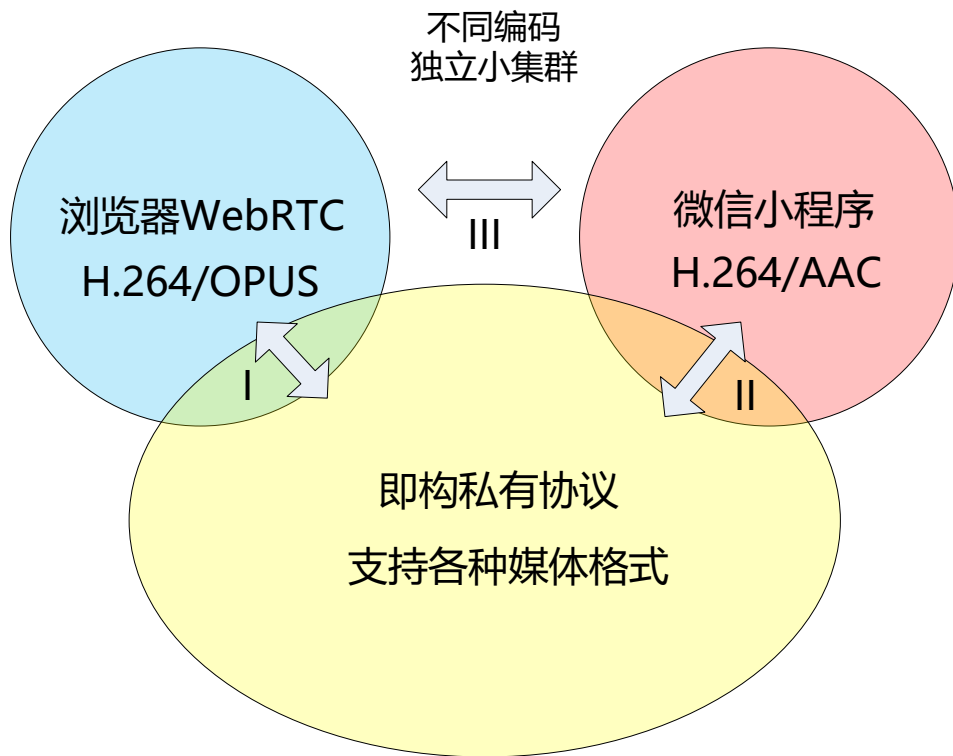 不同编码
独立小集群
浏览器WebRTC
H.264/OPUS
III
微信小程序
H.264/AAC
I
II
即构私有协议
支持各种媒体格式